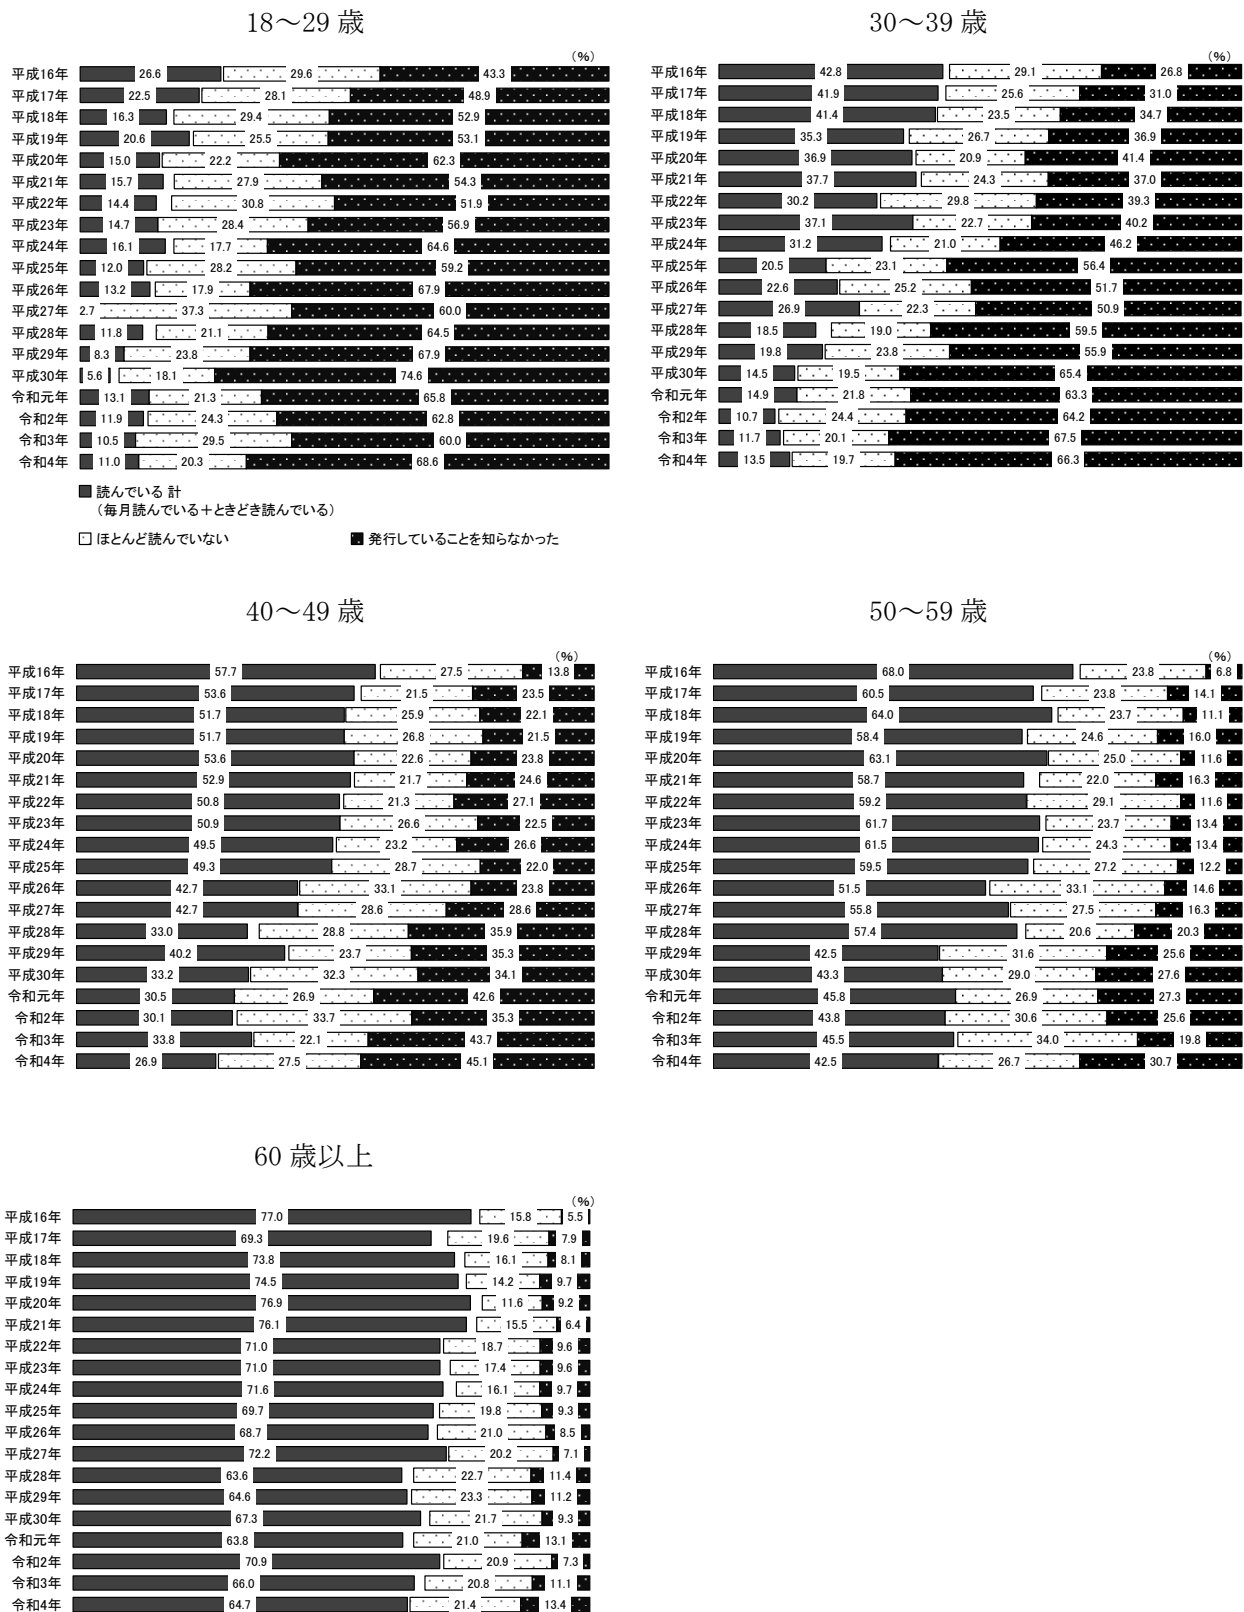 18～29 歳
(％)
平成16年 26.6 29.6 43.3
平成17年 22.5 28.1 48.9
平成18年 16.3 29.4 52.9
平成19年 20.6 25.5 53.1
平成20年 15.0 22.2 62.3
平成21年 15.7 27.9 54.3
平成22年 14.4 30.8 51.9
平成23年 14.7 28.4 56.9
平成24年 16.1 17.7 64.6
平成25年 12.0 28.2 59.2
平成26年 13.2 17.9 67.9
平成27年 2.7 37.3 60.0
平成28年 11.8 21.1 64.5
平成29年 8.3 23.8 67.9
平成30年 5.6 18.1 74.6
令和元年 13.1 21.3 65.8
令和2年 11.9 24.3 62.8
令和3年 10.5 29.5 60.0
令和4年 11.0 20.3 68.6
読んでいる 計
（毎月読んでいる＋ときどき読んでいる）
ほとんど読んでいない 発行していることを知らなかった
30～39 歳
(％)
平成16年 42.8 29.1 26.8
平成17年 41.9 25.6 31.0
平成18年 41.4 23.5 34.7
平成19年 35.3 26.7 36.9
平成20年 36.9 20.9 41.4
平成21年 37.7 24.3 37.0
平成22年 30.2 29.8 39.3
平成23年 37.1 22.7 40.2
平成24年 31.2 21.0 46.2
平成25年 20.5 23.1 56.4
平成26年 22.6 25.2 51.7
平成27年 26.9 22.3 50.9
平成28年 18.5 19.0 59.5
平成29年 19.8 23.8 55.9
平成30年 14.5 19.5 65.4
令和元年 14.9 21.8 63.3
令和2年 10.7 24.4 64.2
令和3年 11.7 20.1 67.5
令和4年 13.5 19.7 66.3
40～49 歳
(％)
平成16年 57.7 27.5 13.8
平成17年 53.6 21.5 23.5
平成18年 51.7 25.9 22.1
平成19年 51.7 26.8 21.5
平成20年 53.6 22.6 23.8
平成21年 52.9 21.7 24.6
平成22年 50.8 21.3 27.1
平成23年 50.9 26.6 22.5
平成24年 49.5 23.2 26.6
平成25年 49.3 28.7 22.0
平成26年 42.7 33.1 23.8
平成27年 42.7 28.6 28.6
平成28年 33.0 28.8 35.9
平成29年 40.2 23.7 35.3
平成30年 33.2 32.3 34.1
令和元年 30.5 26.9 42.6
令和2年 30.1 33.7 35.3
令和3年 33.8 22.1 43.7
令和4年 26.9 27.5 45.1
50～59 歳
(％)
平成16年 68.0 23.8 6.8
平成17年 60.5 23.8 14.1
平成18年 64.0 23.7 11.1
平成19年 58.4 24.6 16.0
平成20年 63.1 25.0 11.6
平成21年 58.7 22.0 16.3
平成22年 59.2 29.1 11.6
平成23年 61.7 23.7 13.4
平成24年 61.5 24.3 13.4
平成25年 59.5 27.2 12.2
平成26年 51.5 33.1 14.6
平成27年 55.8 27.5 16.3
平成28年 57.4 20.6 20.3
平成29年 42.5 31.6 25.6
平成30年 43.3 29.0 27.6
令和元年 45.8 26.9 27.3
令和2年 43.8 30.6 25.6
令和3年 45.5 34.0 19.8
令和4年 42.5 26.7 30.7
60 歳以上
(％)
平成16年 77.0 15.8 5.5
平成17年 69.3 19.6 7.9
平成18年 73.8 16.1 8.1
平成19年 74.5 14.2 9.7
平成20年 76.9 11.6 9.2
平成21年 76.1 15.5 6.4
平成22年 71.0 18.7 9.6
平成23年 71.0 17.4 9.6
平成24年 71.6 16.1 9.7
平成25年 69.7 19.8 9.3
平成26年 68.7 21.0 8.5
平成27年 72.2 20.2 7.1
平成28年 63.6 22.7 11.4
平成29年 64.6 23.3 11.2
平成30年 67.3 21.7 9.3
令和元年 63.8 21.0 13.1
令和2年 70.9 20.9 7.3
令和3年 66.0 20.8 11.1
令和4年 64.7 21.4 13.4